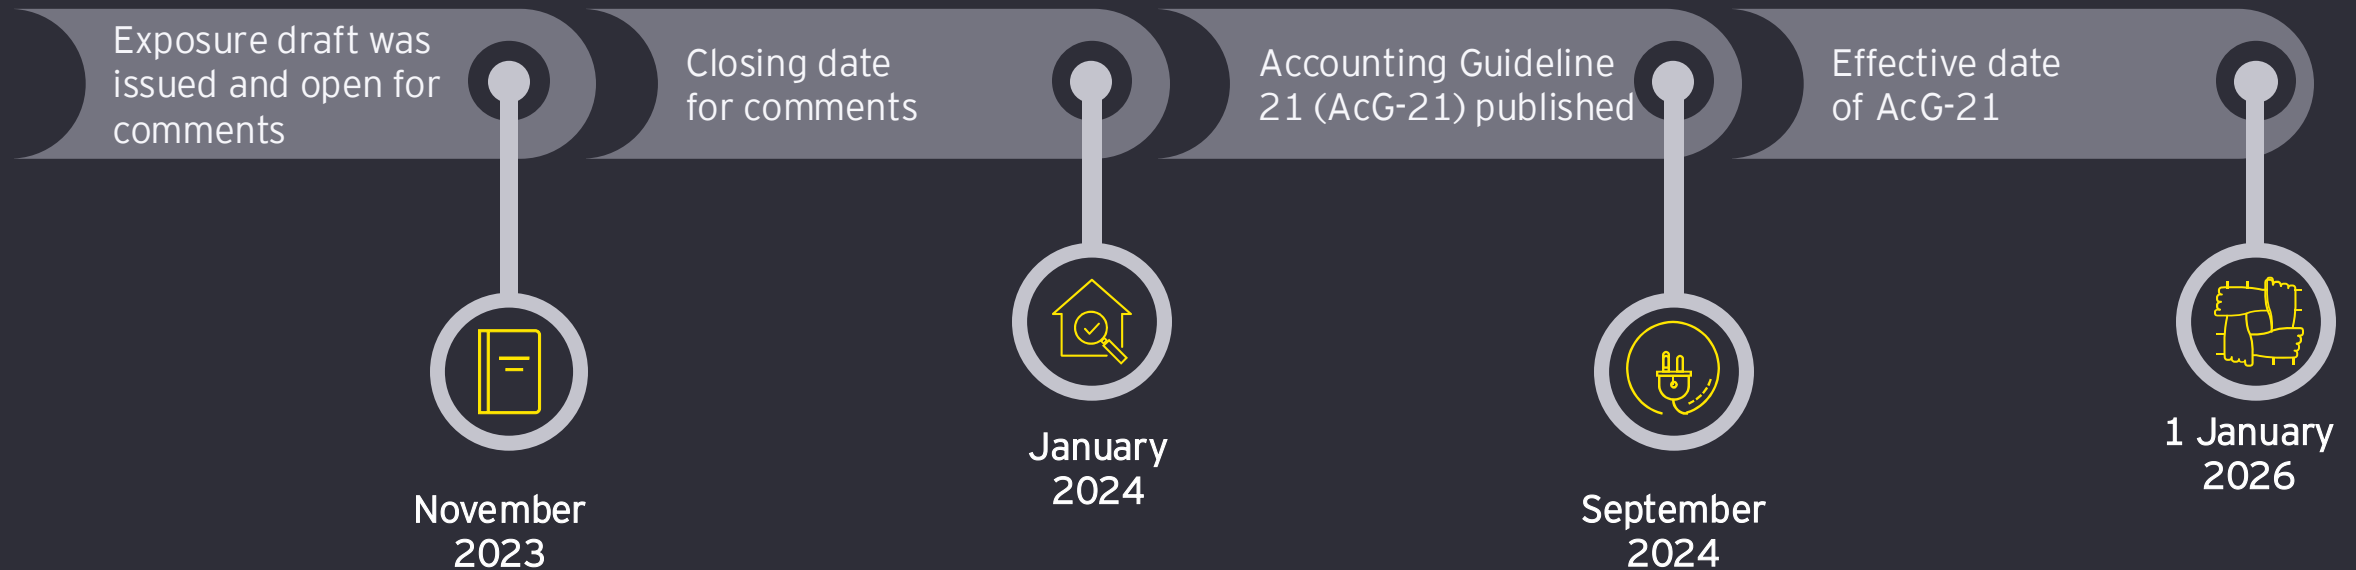 Exposure draft was
issued and open for
comments
Closing date
for comments
Accounting Guideline
21 (AcG-21) published
Effective date
of AcG-21
November
2023
January
2024
September
2024
1 January
2026